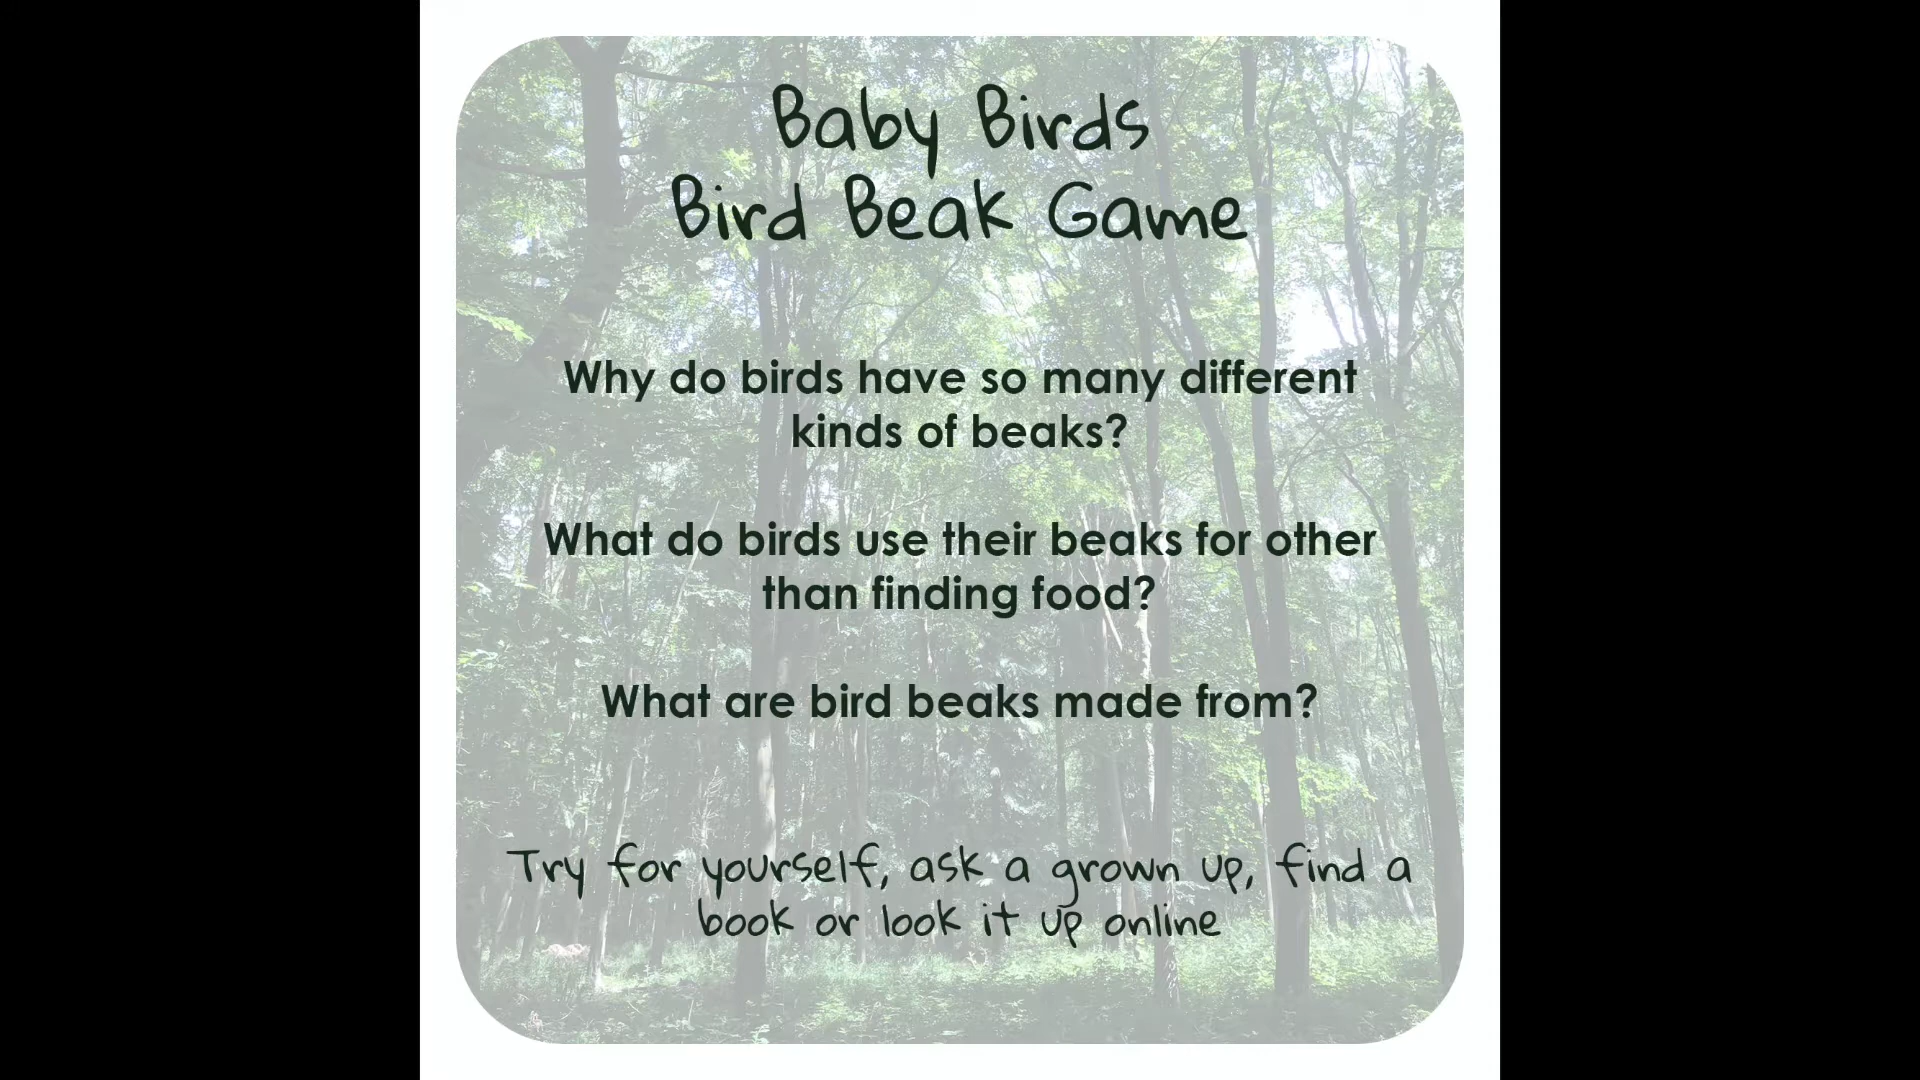 Baby Birds
Bird Beak Game
Why do birds have so many different
kinds of beaks?
What do birds use their beaks for other
than finding food?
What are bird beaks made from?
Try for yourself, ask a grown up, find a
book or look it up online